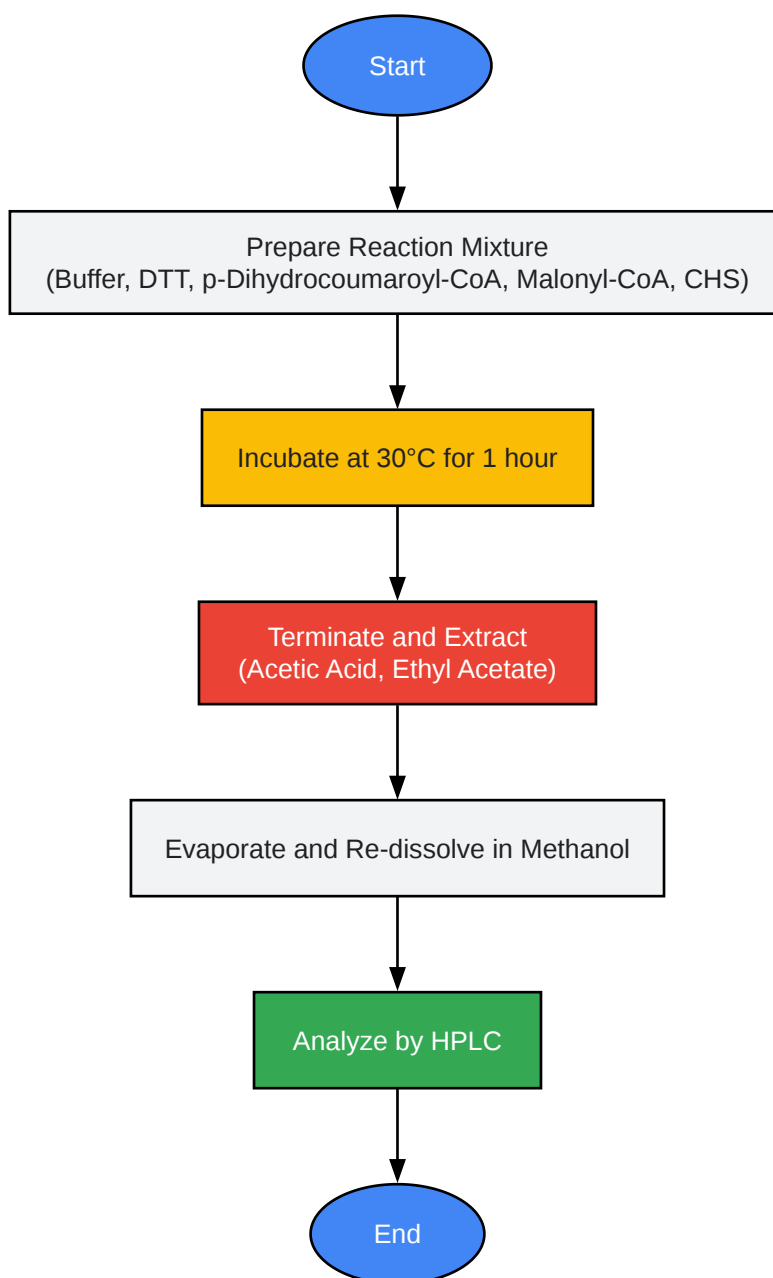 Start
Prepare Reaction Mixture
(Buffer, DTT, p-Dihydrocoumaroyl-CoA, Malonyl-CoA, CHS)
Incubate at 30°C for 1 hour
Terminate and Extract
(Acetic Acid, Ethyl Acetate)
Evaporate and Re-dissolve in Methanol
Analyze by HPLC
End